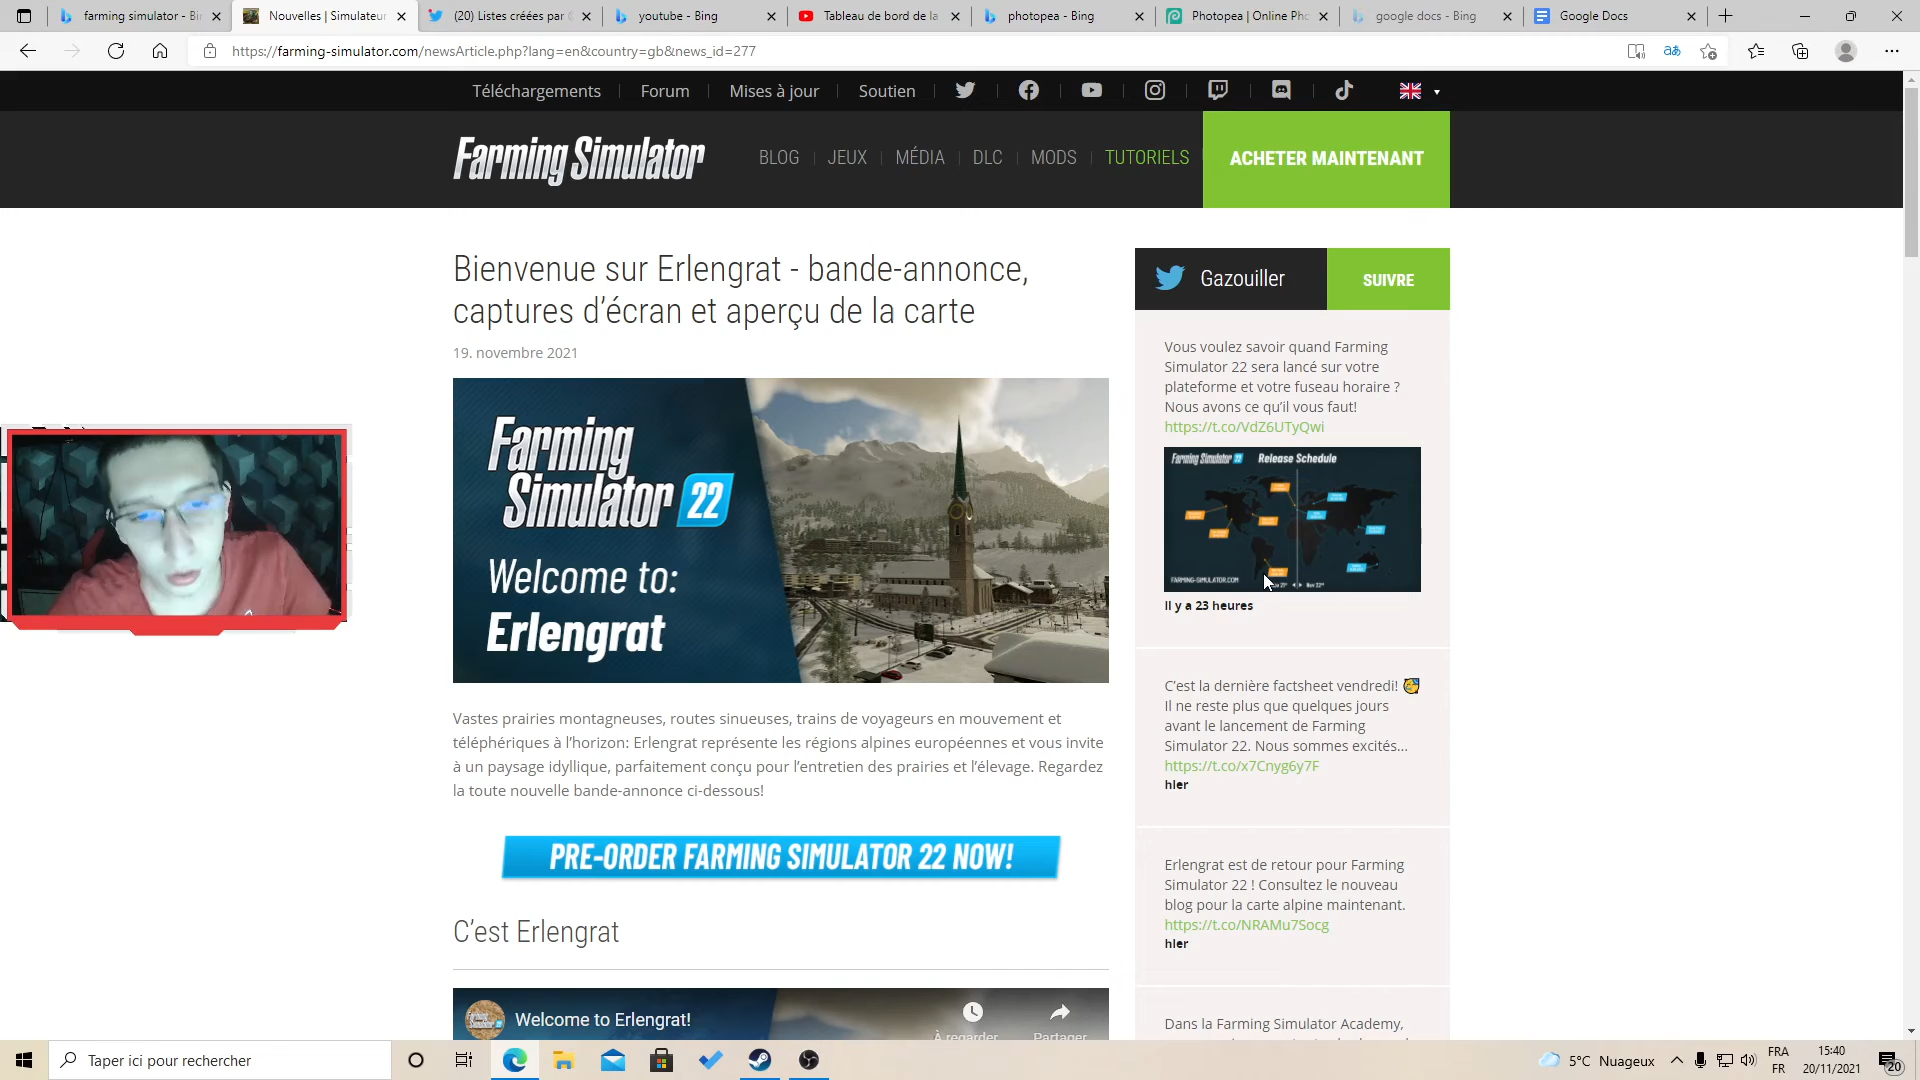 farming simulator - Bi
Nouvelles | Simulateur
(20) Listes créées par
youtube - Bing
Tableau de bord de la
photopea - Bing
Photopea | Online Pho
google docs - Bing
Google Docs
https://farming-simulator.com/newsArticle.php?lang=en&country=gb&news_id=277
Téléchargements
Forum
Mises à jour
Soutien
Farming Simulator
BLOG
JEUX
MÉDIA
DLC
MODS
TUTORIELS
ACHETER MAINTENANT
Bienvenue sur Erlengrat - bande-annonce,
captures d’écran et aperçu de la carte
19. novembre 2021
Farming
Simulator 22
Welcome to:
Erlengrat
Vastes prairies montagneuses, routes sinueuses, trains de voyageurs en mouvement et
téléphériques à l’horizon: Erlengrat représente les régions alpines européennes et vous invite
à un paysage idyllique, parfaitement conçu pour l’entretien des prairies et l’élevage. Regardez
la toute nouvelle bande-annonce ci-dessous!
PRE-ORDER FARMING SIMULATOR 22 NOW!
C’est Erlengrat
Welcome to Erlengrat!
À regarder
Partager
Gazouiller
SUIVRE
Vous voulez savoir quand Farming
Simulator 22 sera lancé sur votre
plateforme et votre fuseau horaire ?
Nous avons ce qu’il vous faut!
https://t.co/VdZ6UTyQwi
Farming Simulator 22 Release Schedule
FARMING-SIMULATOR.COM
Nov 22
Il y a 23 heures
C’est la dernière factsheet vendredi!
Il ne reste plus que quelques jours
avant le lancement de Farming
Simulator 22. Nous sommes excités…
https://t.co/x7Cnyg6y7F
hier
Erlengrat est de retour pour Farming
Simulator 22 ! Consultez le nouveau
blog pour la carte alpine maintenant.
https://t.co/NRAMu7Socg
hier
Dans la Farming Simulator Academy,
Taper ici pour rechercher
5°C Nuageux
FRA
FR
15:40
20/11/2021
20